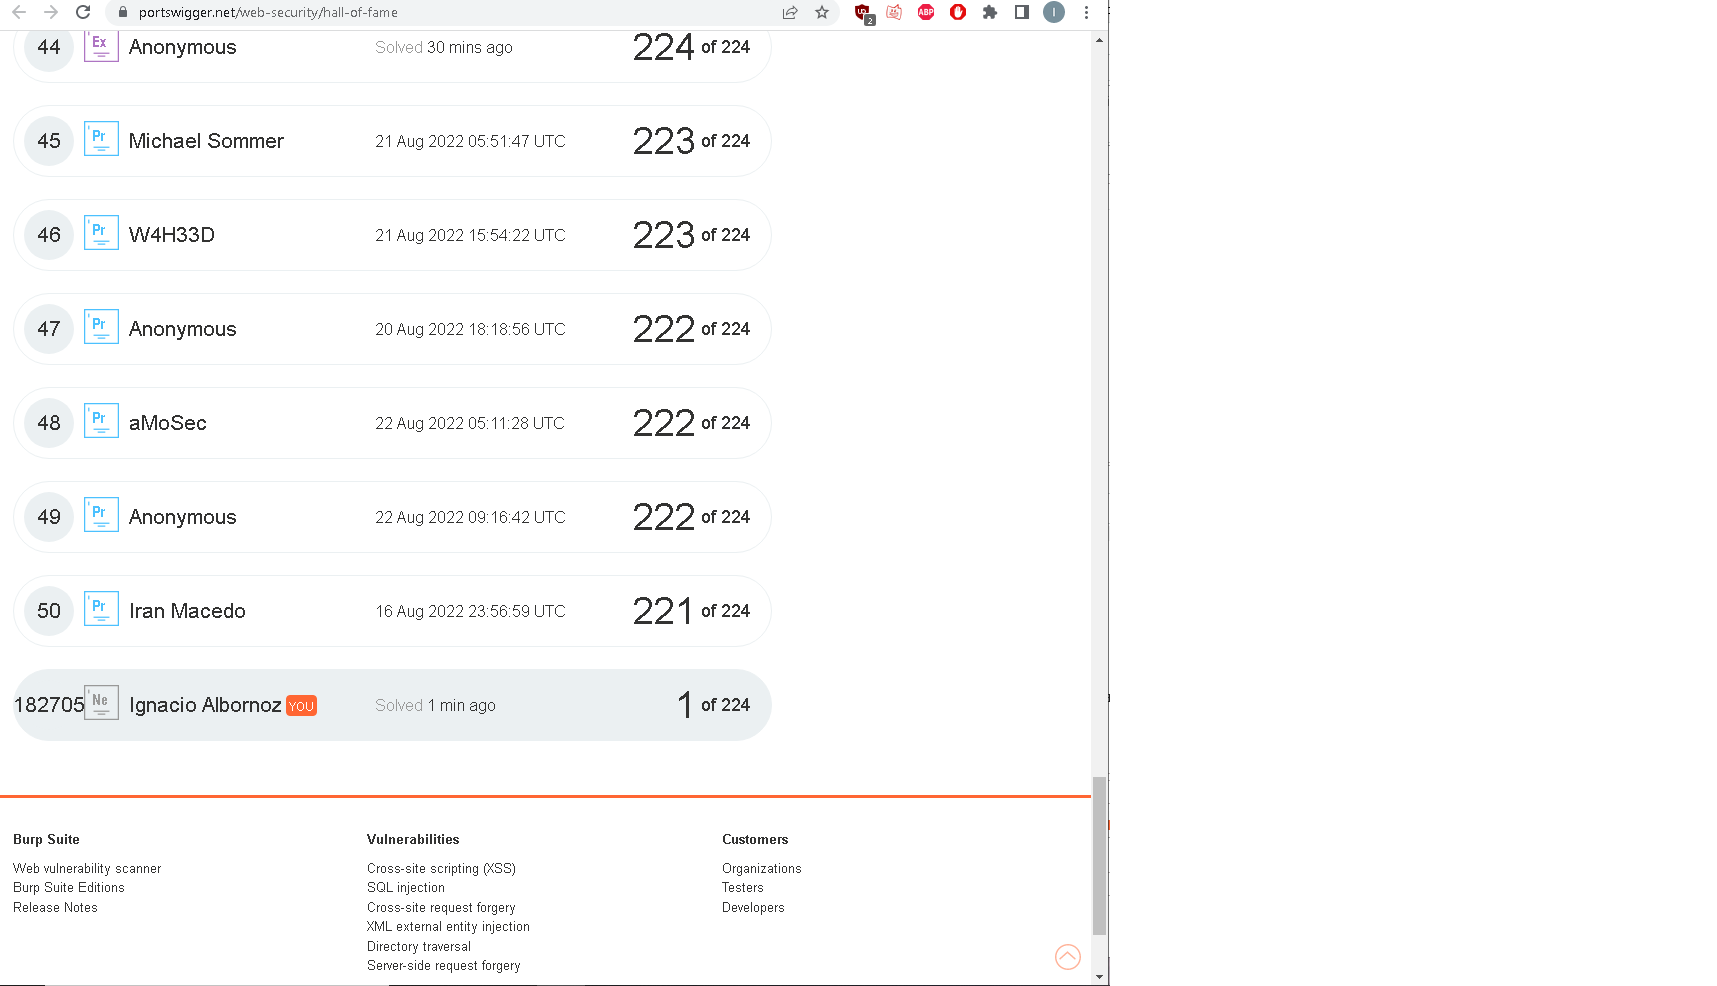 portswigger.net/web-security/hall-of-fame
2
ABP
I
44 Ex Anonymous Solved 30 mins ago 224 of 224
45 Pr Michael Sommer 21 Aug 2022 05:51:47 UTC 223 of 224
46 Pr W4H33D 21 Aug 2022 15:54:22 UTC 223 of 224
47 Pr Anonymous 20 Aug 2022 18:18:56 UTC 222 of 224
48 Pr aMoSec 22 Aug 2022 05:11:28 UTC 222 of 224
49 Pr Anonymous 22 Aug 2022 09:16:42 UTC 222 of 224
50 Pr Iran Macedo 16 Aug 2022 23:56:59 UTC 221 of 224
182705 Ne Ignacio Albornoz YOU Solved 1 min ago 1 of 224
Burp Suite
Web vulnerability scanner
Burp Suite Editions
Release Notes
Vulnerabilities
Cross-site scripting (XSS)
SQL injection
Cross-site request forgery
XML external entity injection
Directory traversal
Server-side request forgery
Customers
Organizations
Testers
Developers